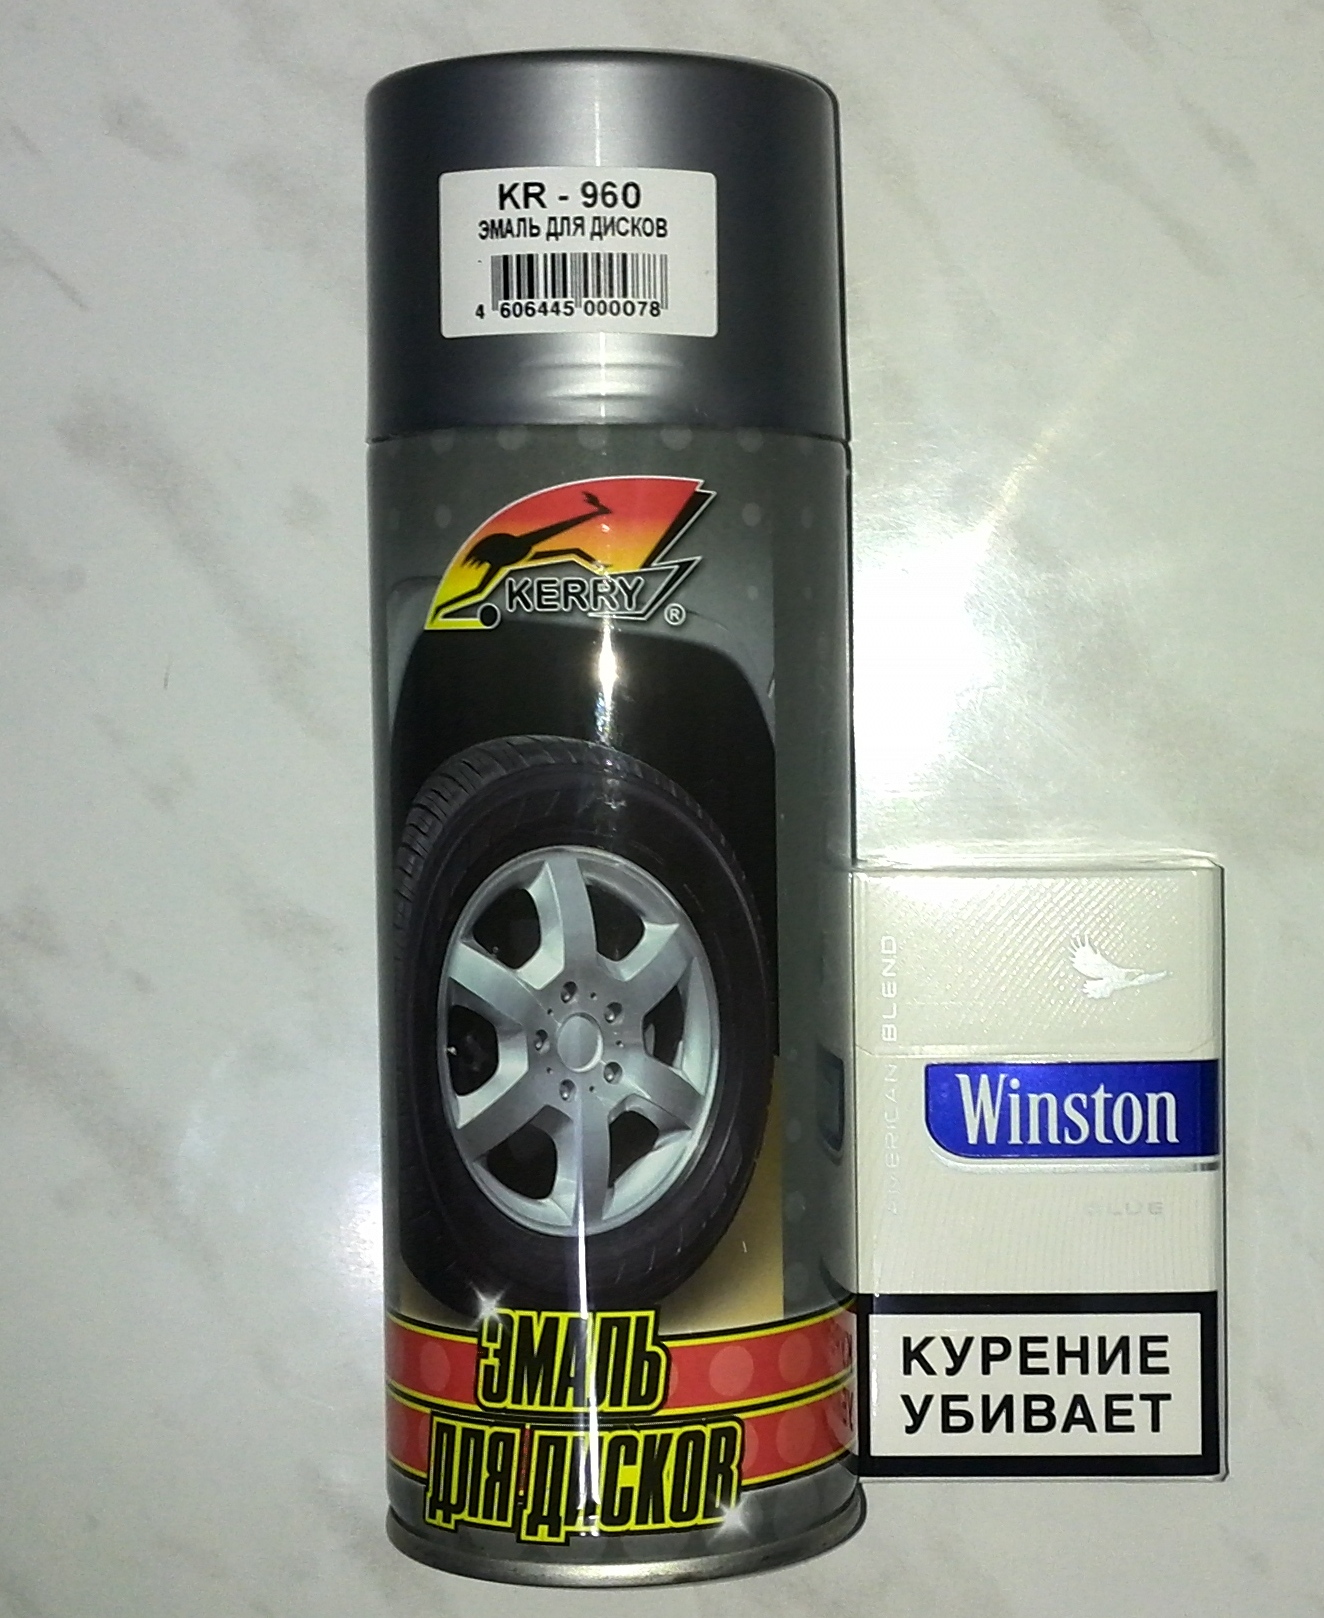 KR - 960
ЭМАЛЬ ДЛЯ ДИСКОВ
4 606445 000078
KERRY
®
ЭМАЛЬ
ДЛЯ ДИСКОВ
AMERICAN BLEND
Winston
BLUE
КУРЕНИЕ
УБИВАЕТ